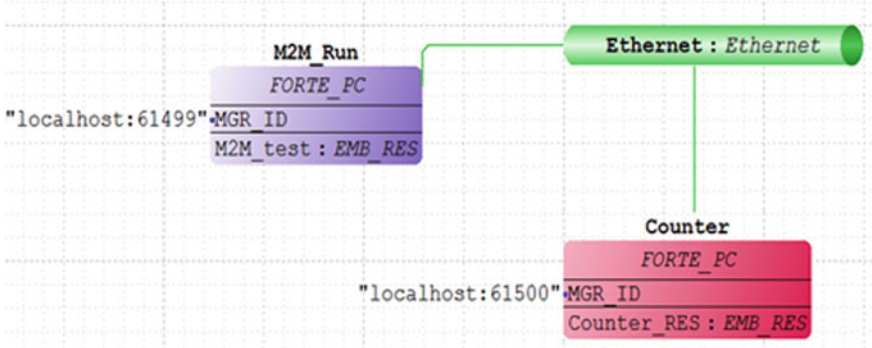 M2M_Run
Ethernet : Ethernet
FORTE_PC
"localhost:61499" MGR_ID
M2M_test : EMB_RES
Counter
FORTE_PC
"localhost:61500" MGR_ID
Counter_RES : EMB_RES